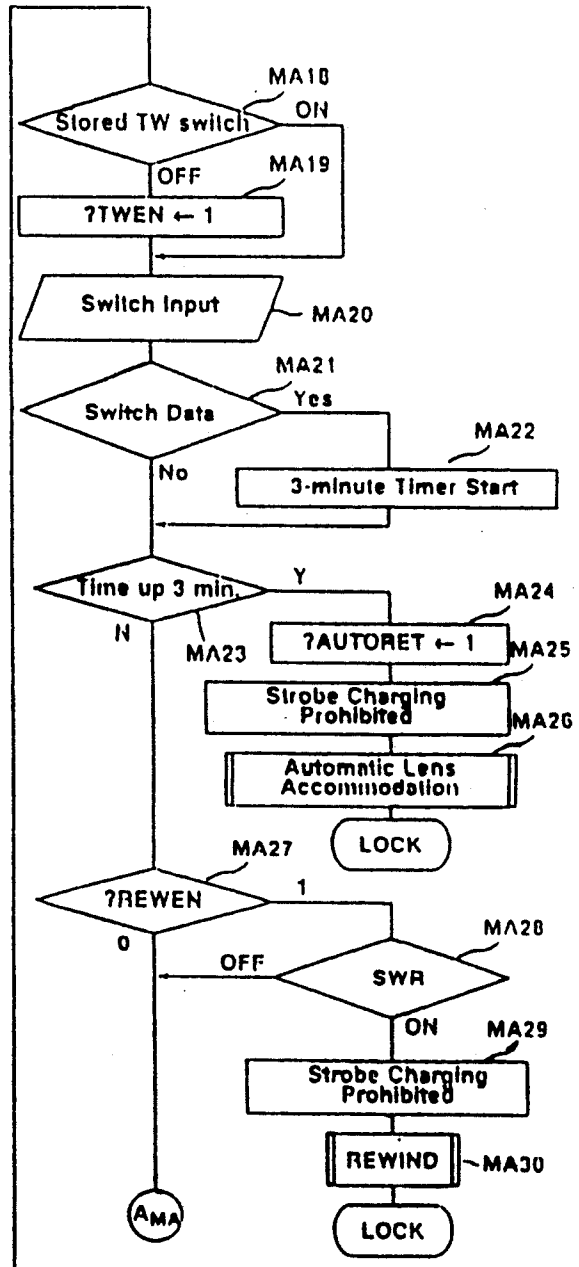 MA18
Stored TW switch
ON
OFF
MA19
?TWEN ← 1
Switch Input
MA20
MA21
Switch Data
Yes
No
MA22
3-minute Timer Start
Time up 3 min.
Y
N
MA23
MA24
?AUTORET ← 1
MA25
Strobe Charging
Prohibited
MA26
Automatic Lens
Accommodation
LOCK
MA27
?REWEN
1
0
MA28
OFF
SWR
ON
MA29
Strobe Charging
Prohibited
REWIND
MA30
AMA
LOCK